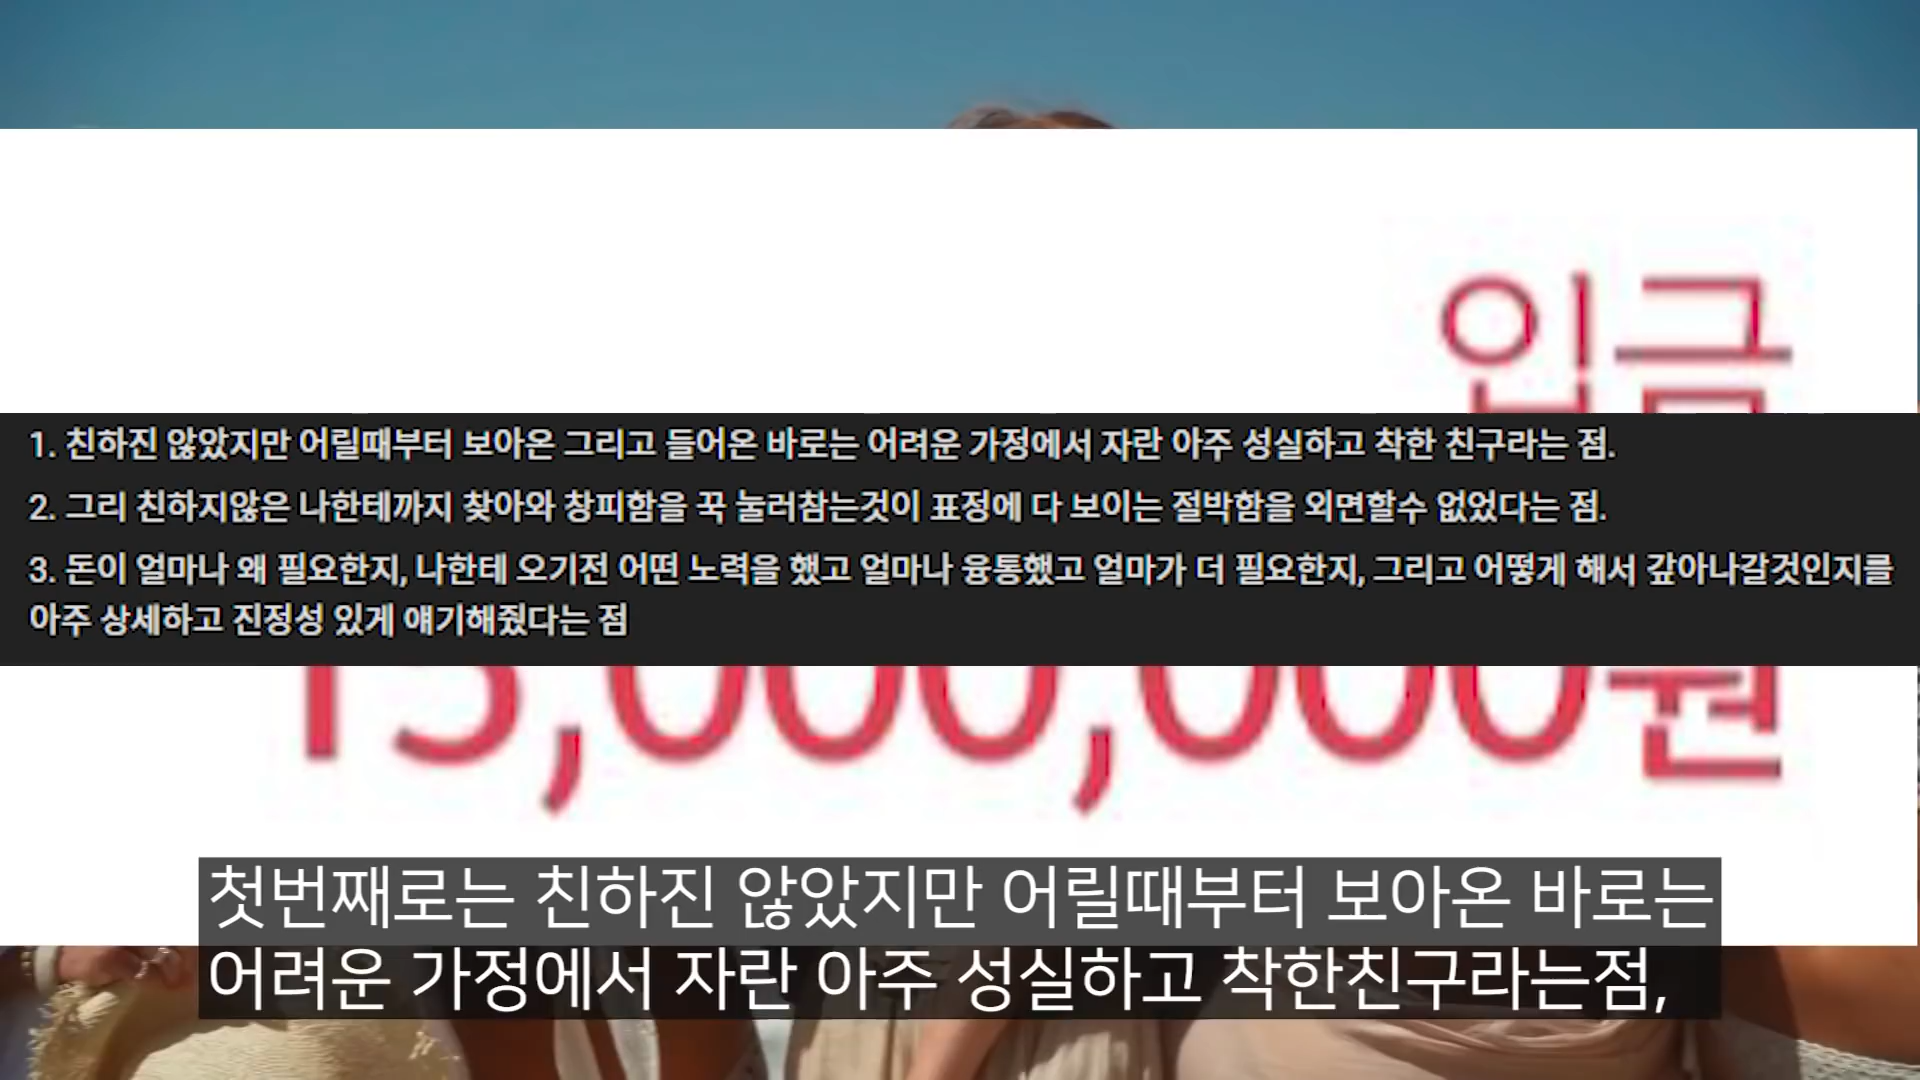 입금
1. 친하진 않았지만 어릴때부터 보아온 그리고 들어온 바로는 어려운 가정에서 자란 아주 성실하고 착한 친구라는 점.
2. 그리 친하지않은 나한테까지 찾아와 창피함을 꾹 눌러참는것이 표정에 다 보이는 절박함을 외면할수 없었다는 점.
3. 돈이 얼마나 왜 필요한지, 나한테 오기전 어떤 노력을 했고 얼마나 융통했고 얼마가 더 필요한지, 그리고 어떻게 해서 갚아나갈것인지를
아주 상세하고 진정성 있게 얘기해줬다는 점
15,000,000원
첫번째로는 친하진 않았지만 어릴때부터 보아온 바로는
어려운 가정에서 자란 아주 성실하고 착한친구라는점,